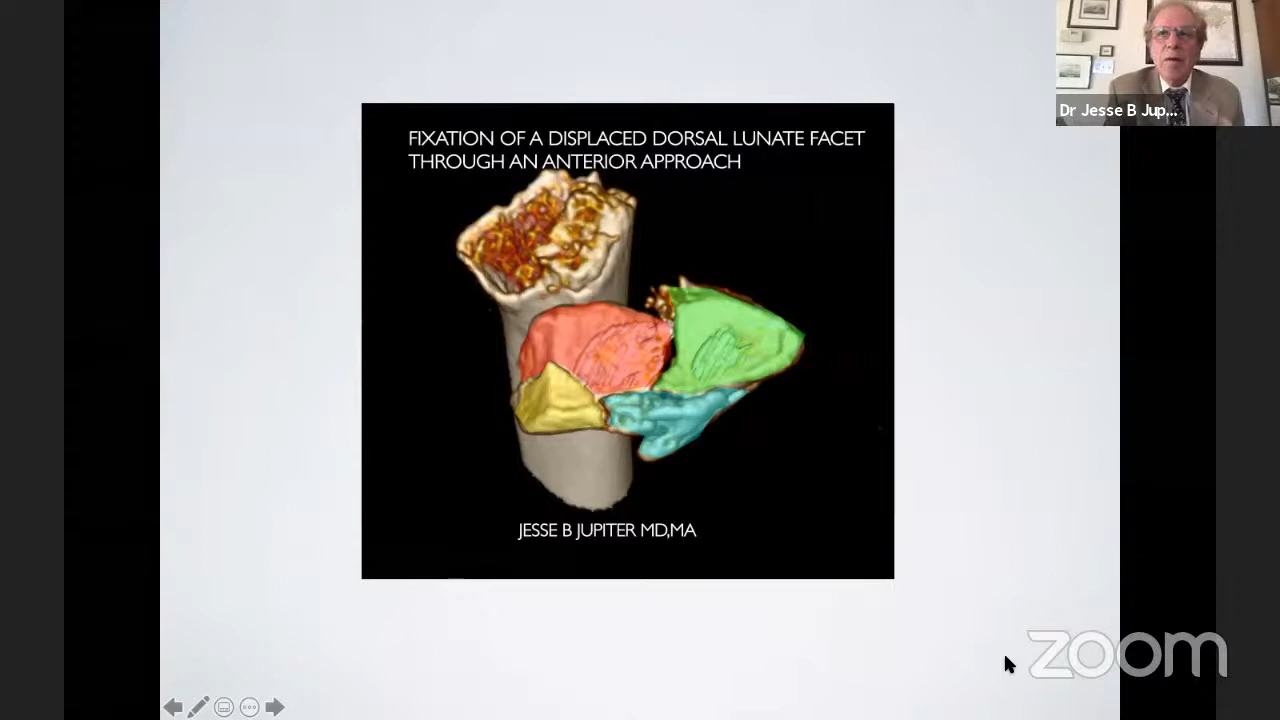 FIXATION OF A DISPLACED DORSAL LUNATE FACET
THROUGH AN ANTERIOR APPROACH
JESSE B JUPITER MD,MA
Dr Jesse B Jup...
zoom